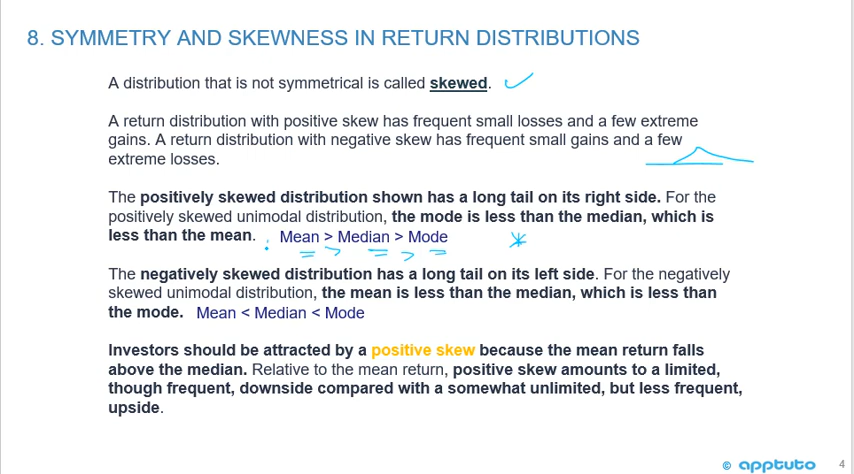 8. SYMMETRY AND SKEWNESS IN RETURN DISTRIBUTIONS
A distribution that is not symmetrical is called skewed.
A return distribution with positive skew has frequent small losses and a few extreme
gains. A return distribution with negative skew has frequent small gains and a few
extreme losses.
The positively skewed distribution shown has a long tail on its right side. For the
positively skewed unimodal distribution, the mode is less than the median, which is
less than the mean. Mean > Median > Mode
The negatively skewed distribution has a long tail on its left side. For the negatively
skewed unimodal distribution, the mean is less than the median, which is less than
the mode. Mean < Median < Mode
Investors should be attracted by a positive skew because the mean return falls
above the median. Relative to the mean return, positive skew amounts to a limited,
though frequent, downside compared with a somewhat unlimited, but less frequent,
upside.
© apptuto 4